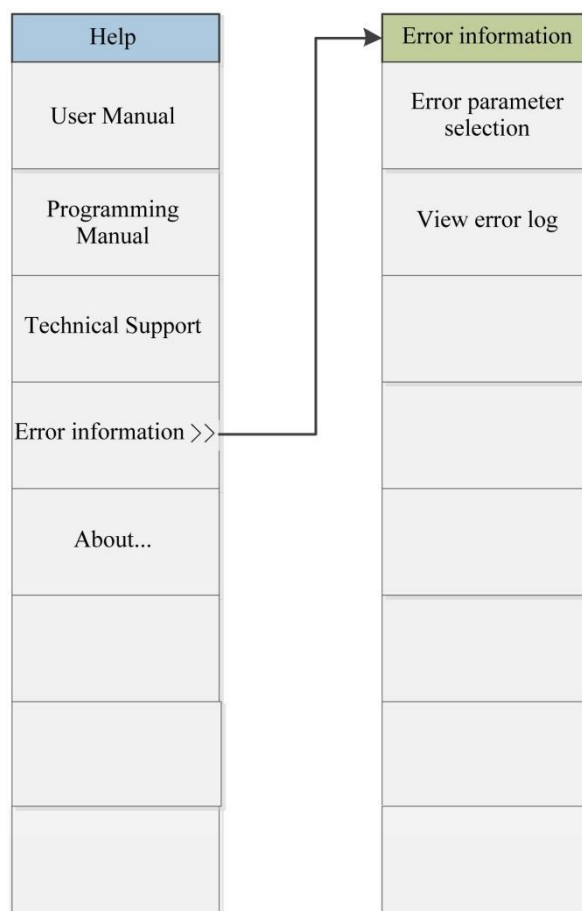 Help
User Manual
Programming
Manual
Technical Support
Error information >>
About...
Error information
Error parameter
selection
View error log